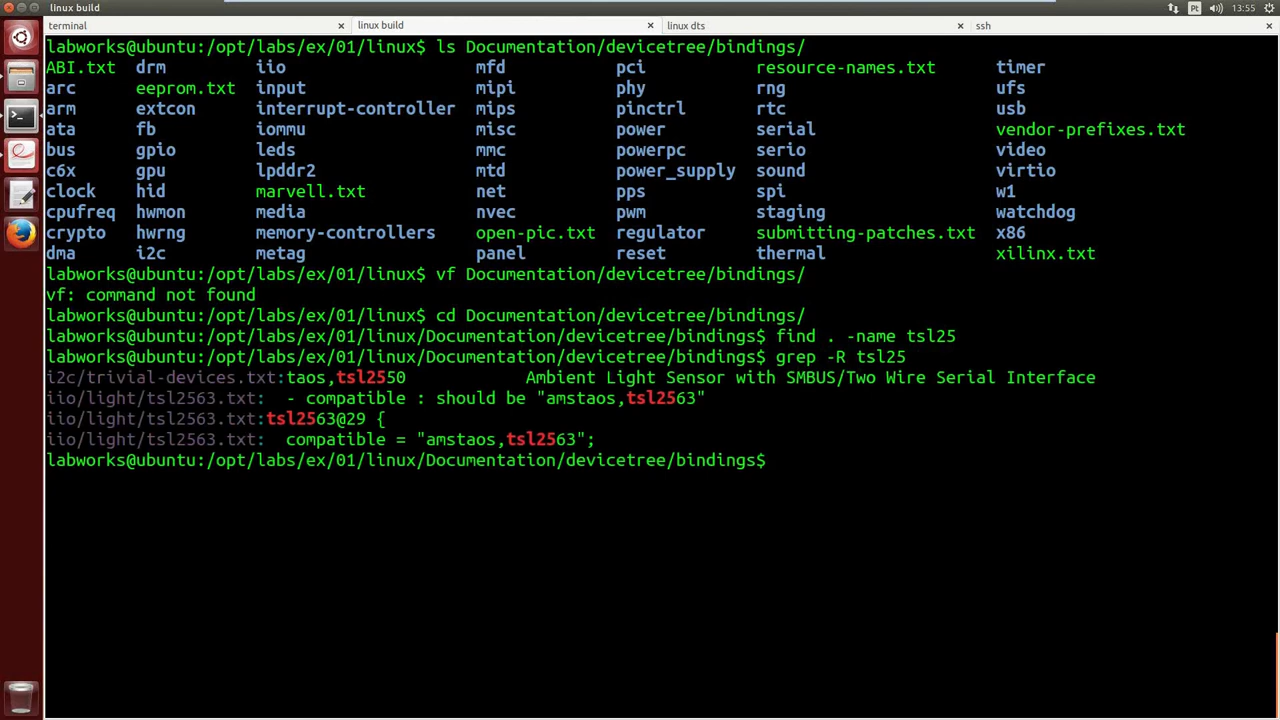 linux build
Pt
13:55
terminal × linux build × linux dts × ssh ×
labworks@ubuntu:/opt/labs/ex/01/linux$ ls Documentation/devicetree/bindings/
ABI.txt drm iio mfd pci resource-names.txt timer
arc eeprom.txt input mipi phy rng ufs
arm extcon interrupt-controller mips pinctrl rtc usb
ata fb iommu misc power serial vendor-prefixes.txt
bus gpio leds mmc powerpc serio video
c6x gpu lpddr2 mtd power_supply sound virtio
clock hid marvell.txt net pps spi w1
cpufreq hwmon media nvec pwm staging watchdog
crypto hwrng memory-controllers open-pic.txt regulator submitting-patches.txt x86
dma i2c metag panel reset thermal xilinx.txt
labworks@ubuntu:/opt/labs/ex/01/linux$ vf Documentation/devicetree/bindings/
vf: command not found
labworks@ubuntu:/opt/labs/ex/01/linux$ cd Documentation/devicetree/bindings/
labworks@ubuntu:/opt/labs/ex/01/linux/Documentation/devicetree/bindings$ find . -name tsl25
labworks@ubuntu:/opt/labs/ex/01/linux/Documentation/devicetree/bindings$ grep -R tsl25
i2c/trivial-devices.txt:taos,tsl2550 Ambient Light Sensor with SMBUS/Two Wire Serial Interface
iio/light/tsl2563.txt: - compatible : should be "amstaos,tsl2563"
iio/light/tsl2563.txt:tsl2563@29 {
iio/light/tsl2563.txt: compatible = "amstaos,tsl2563";
labworks@ubuntu:/opt/labs/ex/01/linux/Documentation/devicetree/bindings$